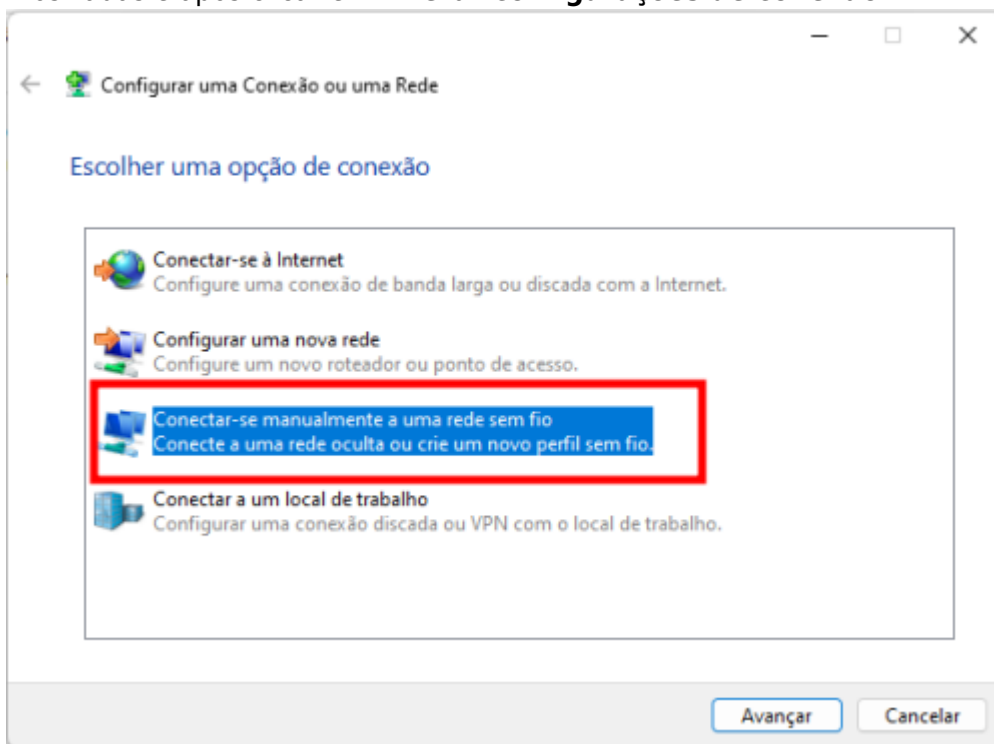 Configurar uma Conexão ou uma Rede
Escolher uma opção de conexão
Conectar-se à Internet
Configure uma conexão de banda larga ou discada com a Internet.
Configurar uma nova rede
Configure um novo roteador ou ponto de acesso.
Conectar-se manualmente a uma rede sem fio
Conecte a uma rede oculta ou crie um novo perfil sem fio.
Conectar a um local de trabalho
Configurar uma conexão discada ou VPN com o local de trabalho.
Avançar Cancelar